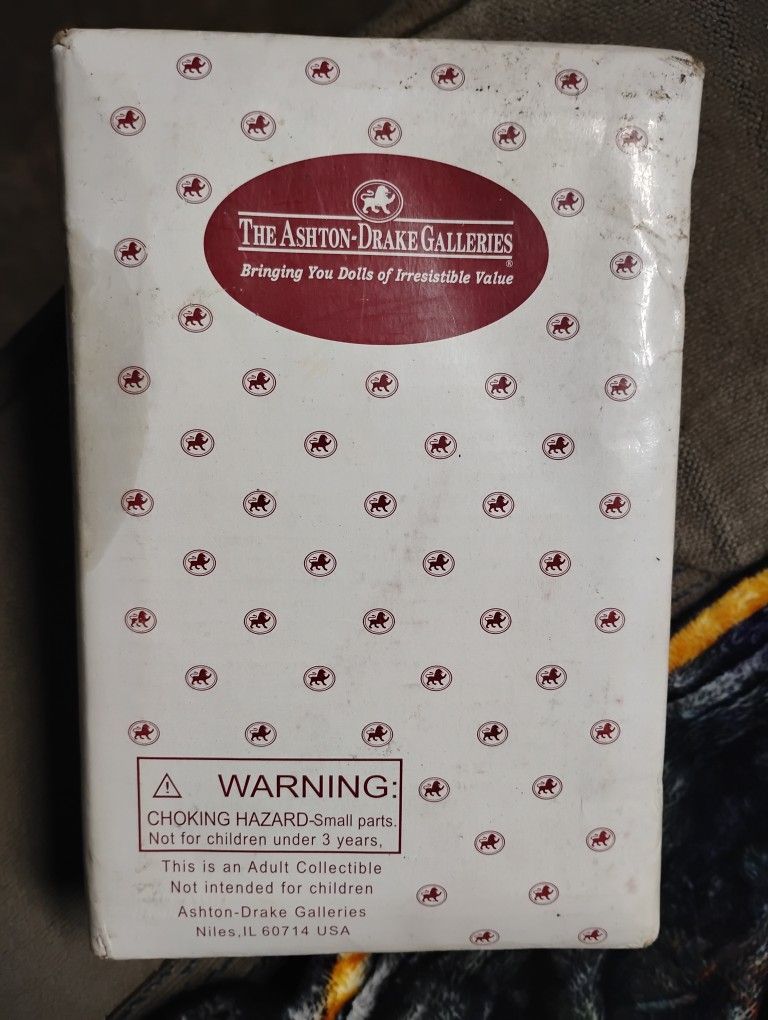 THE ASHTON-DRAKE GALLERIES
®
Bringing You Dolls of Irresistible Value
WARNING:
CHOKING HAZARD-Small parts.
Not for children under 3 years,
This is an Adult Collectible
Not intended for children
Ashton-Drake Galleries
Niles,IL 60714 USA